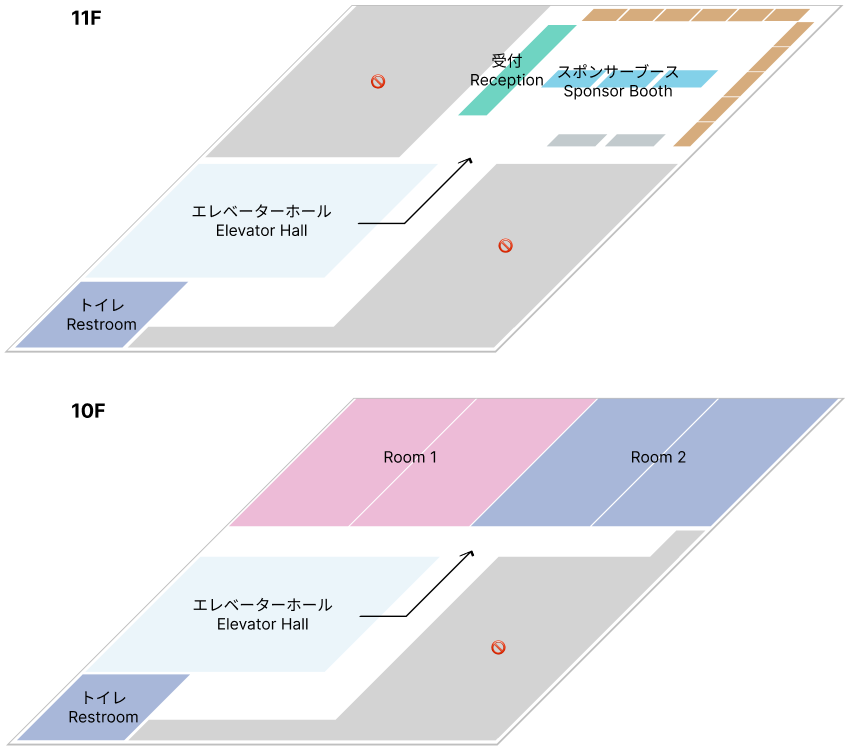 11F
受付
Reception
スポンサーブース
Sponsor Booth
エレベーターホール
Elevator Hall
トイレ
Restroom
10F
Room 1
Room 2
エレベーターホール
Elevator Hall
トイレ
Restroom